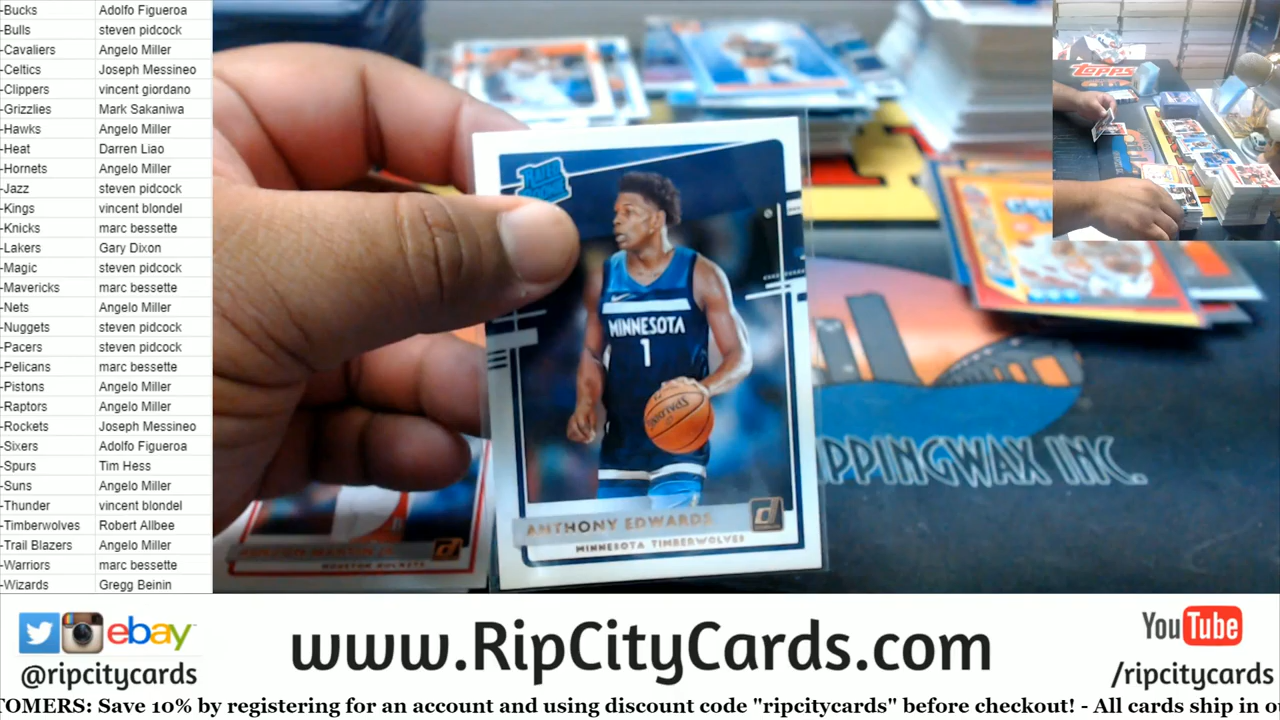 -Bucks Adolfo Figueroa
-Bulls steven pidcock
-Cavaliers Angelo Miller
-Celtics Joseph Messineo
-Clippers vincent giordano
-Grizzlies Mark Sakaniwa
-Hawks Angelo Miller
-Heat Darren Liao
-Hornets Angelo Miller
-Jazz steven pidcock
-Kings vincent blondel
-Knicks marc bessette
-Lakers Gary Dixon
-Magic steven pidcock
-Mavericks marc bessette
-Nets Angelo Miller
-Nuggets steven pidcock
-Pacers steven pidcock
-Pelicans marc bessette
-Pistons Angelo Miller
-Raptors Angelo Miller
-Rockets Joseph Messineo
-Sixers Adolfo Figueroa
-Spurs Tim Hess
-Suns Angelo Miller
-Thunder vincent blondel
-Timberwolves Robert Allbee
-Trail Blazers Angelo Miller
-Warriors marc bessette
-Wizards Gregg Beinin
Topps
MINNESOTA
1
SPALDING
ANTHONY EDWARDS
d
MINNESOTA TIMBERWOLVES
d
HOUSTON ROCKETS
PPINGWAX INC.
ebay
@ripcitycards
www.RipCityCards.com
YouTube
/ripcitycards
TOMERS: Save 10% by registering for an account and using discount code "ripcitycards" before checkout! - All cards ship in o